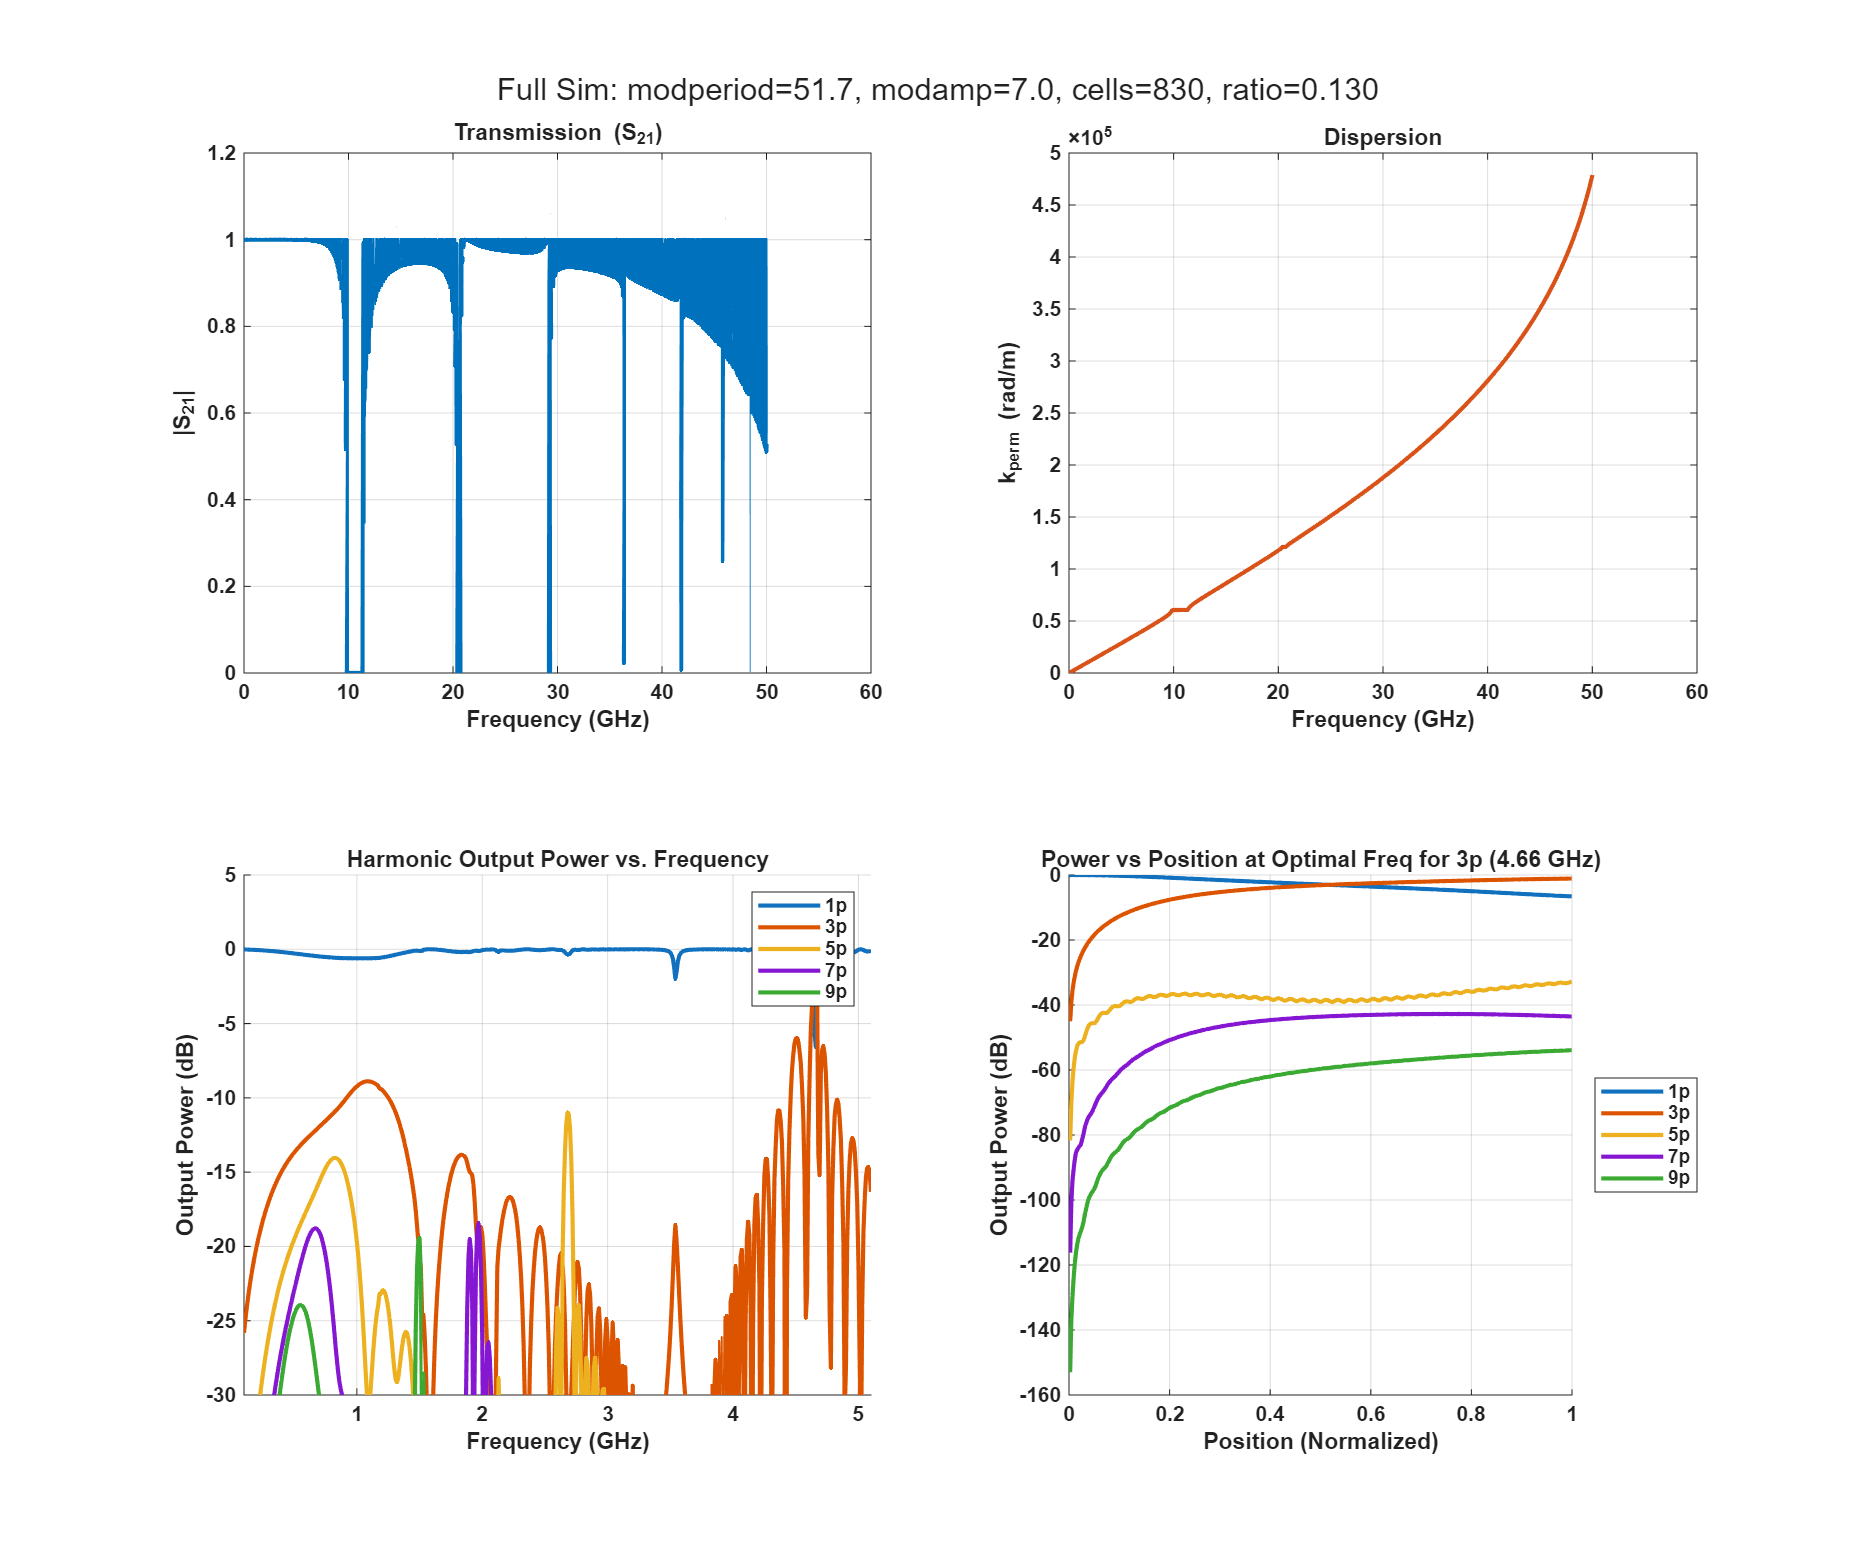 Full Sim: modperiod=51.7, modamp=7.0, cells=830, ratio=0.130
Transmission (S21)
1.2
1
0.8
0.6
0.4
0.2
0
|S21|
0 10 20 30 40 50 60
Frequency (GHz)
×10^5
Dispersion
5
4.5
4
3.5
3
2.5
2
1.5
1
0.5
0
kperm (rad/m)
0 10 20 30 40 50 60
Frequency (GHz)
Harmonic Output Power vs. Frequency
5
0
-5
-10
-15
-20
-25
-30
Output Power (dB)
1p
3p
5p
7p
9p
1 2 3 4 5
Frequency (GHz)
Power vs Position at Optimal Freq for 3p (4.66 GHz)
0
-20
-40
-60
-80
-100
-120
-140
-160
Output Power (dB)
0 0.2 0.4 0.6 0.8 1
Position (Normalized)
1p
3p
5p
7p
9p